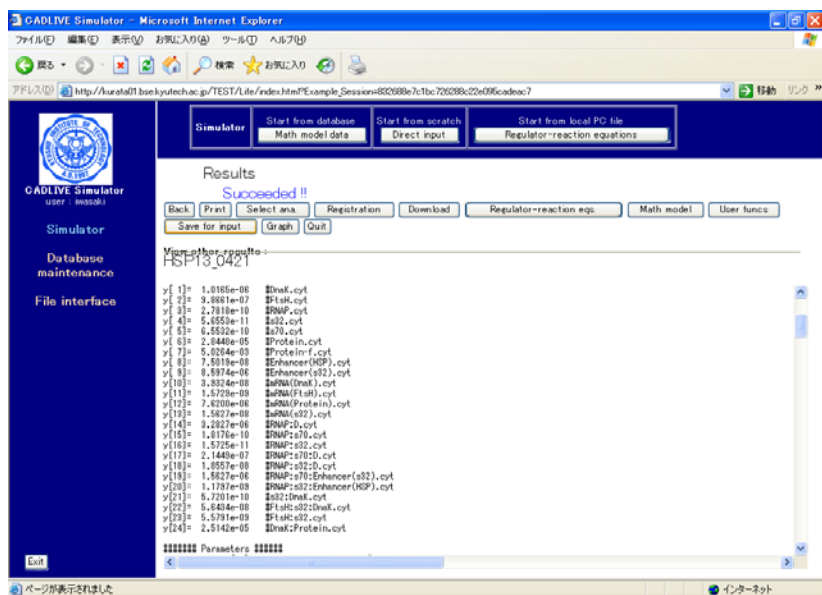 CADLIVE Simulator - Microsoft Internet Explorer
ファイル(F) 編集(E) 表示(V) お気に入り(A) ツール(T) ヘルプ(H)
戻る 検索 お気に入り
アドレス(D) http://kurata01.bse.kyutech.ac.jp/TEST/Life/index.html?Example_Session=832688e7c1bc726288c22e095cadeac7 移動 リンク »
Simulator
Start from database
Math model data
Start from scratch
Direct input
Start from local PC file
Regulator-reaction equations
CADLIVE Simulator
user : iwasaki
Simulator
Database
maintenance
File interface
Exit
Results
Succeeded !!
Back Print Select ana. Registration Download Regulator-reaction eqs. Math model User funcs
Save for input Graph Quit
View other results :
HSP13_0421
y[ 1]= 1.0165e-06 #DnaK.cyt
y[ 2]= 9.8661e-07 #FtsH.cyt
y[ 3]= 2.7818e-10 #RNAP.cyt
y[ 4]= 5.6553e-11 #s32.cyt
y[ 5]= 6.5532e-10 #s70.cyt
y[ 6]= 2.8448e-05 #Protein.cyt
y[ 7]= 5.0264e-03 #Protein-f.cyt
y[ 8]= 7.5019e-08 #Enhancer(HSP).cyt
y[ 9]= 8.5974e-06 #Enhancer(s32).cyt
y[10]= 3.9324e-08 #mRNA(DnaK).cyt
y[11]= 1.5729e-09 #mRNA(FtsH).cyt
y[12]= 7.6200e-06 #mRNA(Protein).cyt
y[13]= 1.5627e-08 #mRNA(s32).cyt
y[14]= 3.2827e-06 #RNAP:D.cyt
y[15]= 1.8176e-10 #RNAP:s70.cyt
y[16]= 1.5725e-11 #RNAP:s32.cyt
y[17]= 2.1449e-07 #RNAP:s70:D.cyt
y[18]= 1.8557e-08 #RNAP:s32:D.cyt
y[19]= 1.5627e-06 #RNAP:s70:Enhancer(s32).cyt
y[20]= 1.1797e-09 #RNAP:s32:Enhancer(HSP).cyt
y[21]= 5.7201e-10 #s32:DnaK.cyt
y[22]= 5.6434e-08 #FtsH:s32:DnaK.cyt
y[23]= 5.5791e-09 #FtsH:s32.cyt
y[24]= 2.5142e-05 #DnaK:Protein.cyt
####### Parameters ######
ページが表示されました インターネット